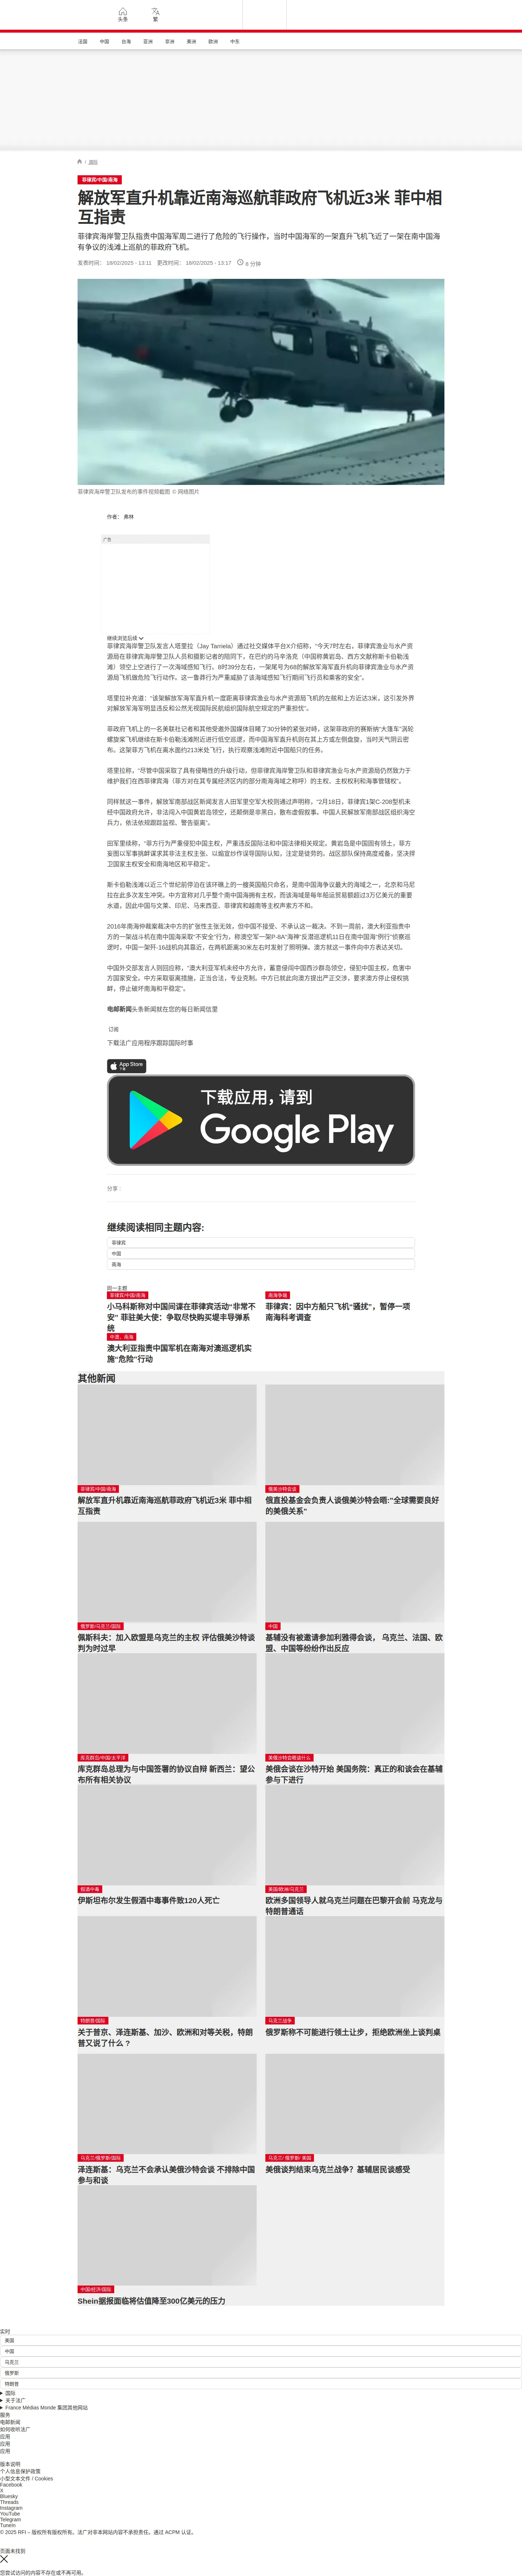 头条
繁
法国
中国
台海
亚洲
非洲
美洲
欧洲
中东
/ 国际
菲律宾/中国/南海
解放军直升机靠近南海巡航菲政府飞机近3米 菲中相
互指责
菲律宾海岸警卫队指责中国海军周二进行了危险的飞行操作，当时中国海军的一架直升飞机飞近了一架在南中国海
有争议的浅滩上巡航的菲政府飞机。
发表时间： 18/02/2025 - 13:11 更改时间： 18/02/2025 - 13:17
8 分钟
菲律宾海岸警卫队发布的事件视频截图 © 网络图片
作者： 弗林
广告
继续浏览后续
菲律宾海岸警卫队发言人塔里拉（Jay Tarriela）通过社交媒体平台X介绍称，“今天7时左右，菲律宾渔业与水产资
源局在菲律宾海岸警卫队人员和摄影记者的陪同下，在巴约的马辛洛克（中国称黄岩岛，西方文献称斯卡伯勒浅
滩）领空上空进行了一次海域感知飞行。8时39分左右，一架尾号为68的解放军海军直升机向菲律宾渔业与水产资
源局飞机做危险飞行动作。这一鲁莽行为严重威胁了该海域感知飞行期间飞行员和乘客的安全”。
塔里拉补充道：“该架解放军海军直升机一度距离菲律宾渔业与水产资源局飞机的左舷和上方近达3米，这引发外界
对解放军海军明显违反和公然无视国际民航组织国际航空规定的严重担忧”。
菲政府飞机上的一名美联社记者和其他受邀外国媒体目睹了30分钟的紧张对峙，这架菲政府的赛斯纳“大篷车”涡轮
螺旋桨飞机继续在斯卡伯勒浅滩附近进行低空巡逻，而中国海军直升机则在其上方或左侧盘旋，当时天气阴云密
布。这架菲方飞机在离水面约213米处飞行，执行观察浅滩附近中国船只的任务。
塔里拉称，“尽管中国采取了具有侵略性的升级行动，但菲律宾海岸警卫队和菲律宾渔业与水产资源局仍然致力于
维护我们在西菲律宾海（菲方对在其专属经济区内的部分南海海域之称呼）的主权、主权权利和海事管辖权”。
同样就这一事件，解放军南部战区新闻发言人田军里空军大校则通过声明称，“2月18日，菲律宾1架C-208型机未
经中国政府允许，非法闯入中国黄岩岛领空，还颠倒是非黑白，散布虚假叙事。中国人民解放军南部战区组织海空
兵力，依法依规跟踪监视、警告驱离”。
田军里续称，“菲方行为严重侵犯中国主权，严重违反国际法和中国法律相关规定。黄岩岛是中国固有领土，菲方
妄图以军事挑衅谋求其非法主权主张、以煽宣炒作误导国际认知，注定是徒劳的。战区部队保持高度戒备，坚决捍
卫国家主权安全和南海地区和平稳定”。
斯卡伯勒浅滩以近三个世纪前停泊在该环礁上的一艘英国船只命名，是南中国海争议最大的海域之一，北京和马尼
拉在此多次发生冲突。中方宣称对几乎整个南中国海拥有主权，而该海域是每年船运贸易额超过3万亿美元的重要
水道，因此中国与文莱、印尼、马来西亚、菲律宾和越南等主权声索方不和。
2016年南海仲裁案裁决中方的扩张性主张无效，但中国不接受、不承认这一裁决。不到一周前，澳大利亚指责中
方的一架战斗机在南中国海采取“不安全”行为，称澳空军一架P-8A“海神”反潜巡逻机11日在南中国海“例行”侦察巡
逻时，中国一架歼-16战机向其靠近，在两机距离30米左右时发射了照明弹。澳方就这一事件向中方表达关切。
中国外交部发言人则回应称，“澳大利亚军机未经中方允许，蓄意侵闯中国西沙群岛领空，侵犯中国主权，危害中
方国家安全。中方采取驱离措施，正当合法，专业克制。中方已就此向澳方提出严正交涉，要求澳方停止侵权挑
衅，停止破坏南海和平稳定”。
电邮新闻头条新闻就在您的每日新闻信里
订阅
下载法广应用程序跟踪国际时事
App Store
下载
下载应用，请到
Google Play
分享 :
继续阅读相同主题内容:
菲律宾
中国
南海
同一主题
菲律宾/中国/南海
小马科斯称对中国间谍在菲律宾活动“非常不
安” 菲驻美大使：争取尽快购买堤丰导弹系
统
南海争端
菲律宾：因中方船只飞机“骚扰”，暂停一项
南海科考调查
中澳，南海
澳大利亚指责中国军机在南海对澳巡逻机实
施“危险”行动
其他新闻
菲律宾/中国/南海
解放军直升机靠近南海巡航菲政府飞机近3米 菲中相
互指责
俄美沙特会谈
俄直投基金会负责人谈俄美沙特会晤:"全球需要良好
的美俄关系"
俄罗斯/乌克兰/国际
佩斯科夫：加入欧盟是乌克兰的主权 评估俄美沙特谈
判为时过早
中国
基辅没有被邀请参加利雅得会谈， 乌克兰、法国、欧
盟、中国等纷纷作出反应
库克群岛/中国/太平洋
库克群岛总理为与中国签署的协议自辩 新西兰：望公
布所有相关协议
美俄沙特会晤谈什么
美俄会谈在沙特开始 美国务院：真正的和谈会在基辅
参与下进行
假酒中毒
伊斯坦布尔发生假酒中毒事件致120人死亡
美国/欧洲/乌克兰
欧洲多国领导人就乌克兰问题在巴黎开会前 马克龙与
特朗普通话
特朗普/国际
关于普京、泽连斯基、加沙、欧洲和对等关税，特朗
普又说了什么？
乌克兰战争
俄罗斯称不可能进行领土让步，拒绝欧洲坐上谈判桌
乌克兰/俄罗斯/国际
泽连斯基：乌克兰不会承认美俄沙特会谈 不排除中国
参与和谈
乌克兰/ 俄罗斯/ 美国
美俄谈判结束乌克兰战争？基辅居民谈感受
中国/经济/国际
Shein据报面临将估值降至300亿美元的压力
实时
美国
中国
乌克兰
俄罗斯
特朗普
国际
关于法广
France Médias Monde 集团其他网站
服务
电邮新闻
如何收听法广
应用
应用
应用
版本说明
个人信息保护政策
小型文本文件 / Cookies
Facebook
X
Bluesky
Threads
Instagram
YouTube
Telegram
TuneIn
© 2025 RFI – 版权所有版权所有。法广对非本网站内容不承担责任。通过 ACPM 认证。
页面未找到
您尝试访问的内容不存在或不再可用。